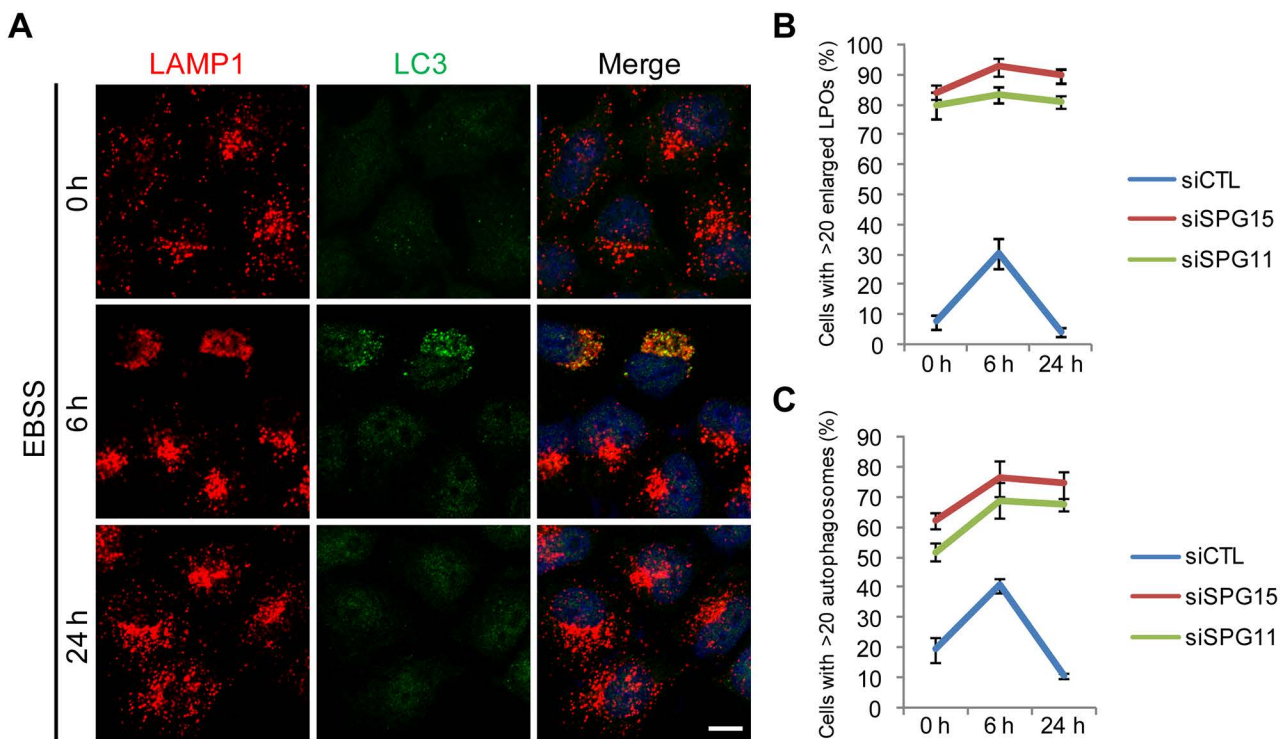 A
LAMP1 LC3 Merge
EBSS
0 h
6 h
24 h
B
Cells with >20 enlarged LPOs (%)
100
90
80
70
60
50
40
30
20
10
0
0 h 6 h 24 h
siCTL
siSPG15
siSPG11
C
Cells with >20 autophagosomes (%)
90
80
70
60
50
40
30
20
10
0
0 h 6 h 24 h
siCTL
siSPG15
siSPG11